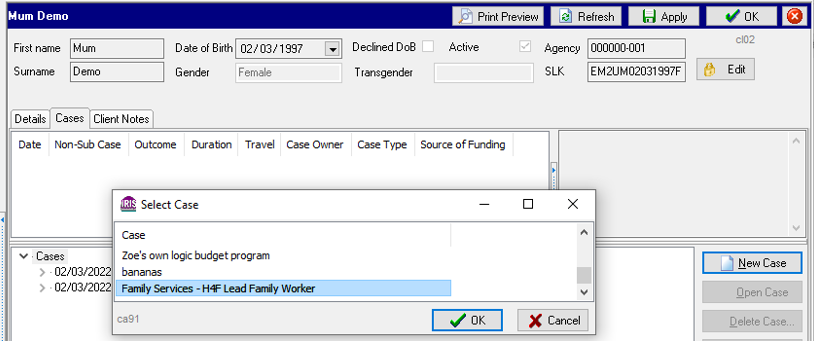 Mum Demo Print Preview Refresh Apply OK
First name Mum Date of Birth 02/03/1997 Declined DoB Active Agency 000000-001 cl02
Surname Demo Gender Female Transgender SLK EM2UM02031997F Edit
Details Cases Client Notes
Date Non-Sub Case Outcome Duration Travel Case Owner Case Type Source of Funding
IRIS Select Case
Case
Zoe's own logic budget program
bananas
Family Services - H4F Lead Family Worker
ca91 OK Cancel
Cases
02/03/2022
02/03/2022
New Case
Open Case
Delete Case...